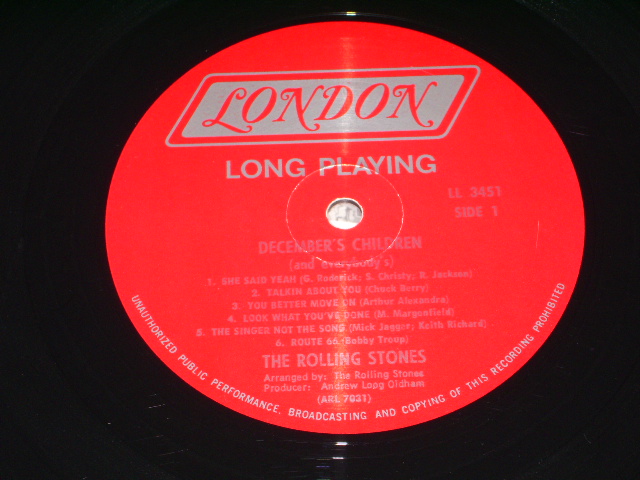 LONDON
LONG PLAYING
LL 3451
SIDE 1
DECEMBER'S CHILDREN
(and everybody's)
1. SHE SAID YEAH (G. Roderick; S. Christy; R. Jackson)
2. TALKIN ABOUT YOU (Chuck Berry)
3. YOU BETTER MOVE ON (Arthur Alexandra)
4. LOOK WHAT YOU'VE DONE (M. Morganfield)
5. THE SINGER NOT THE SONG (Mick Jagger; Keith Richard)
6. ROUTE 66 (Bobby Troup)
THE ROLLING STONES
Arranged by: The Rolling Stones
Producer: Andrew Loog Oldham
(ARL 7021)
UNAUTHORIZED PUBLIC PERFORMANCE, BROADCASTING AND COPYING OF THIS RECORDING PROHIBITED